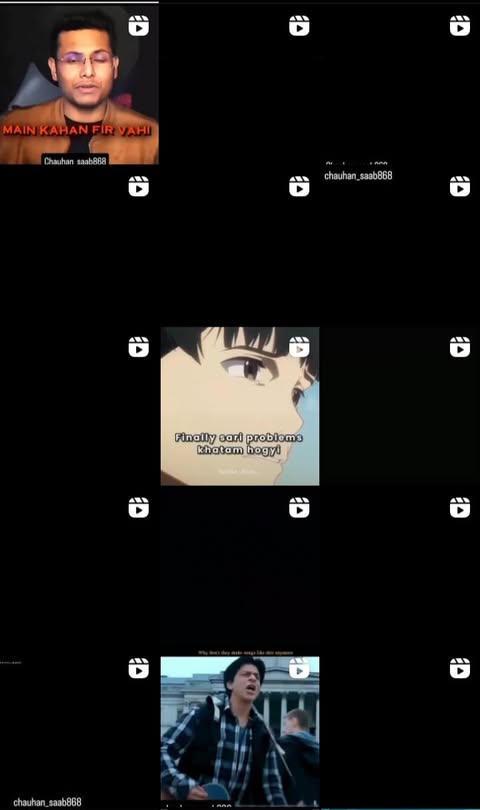 MAIN KAHAN FIR VAHI
Chauhan_saab868
chauhan_saab868
Finally sari problems
khatam hogyi
Why don't they make songs like this anymore
chauhan_saab868